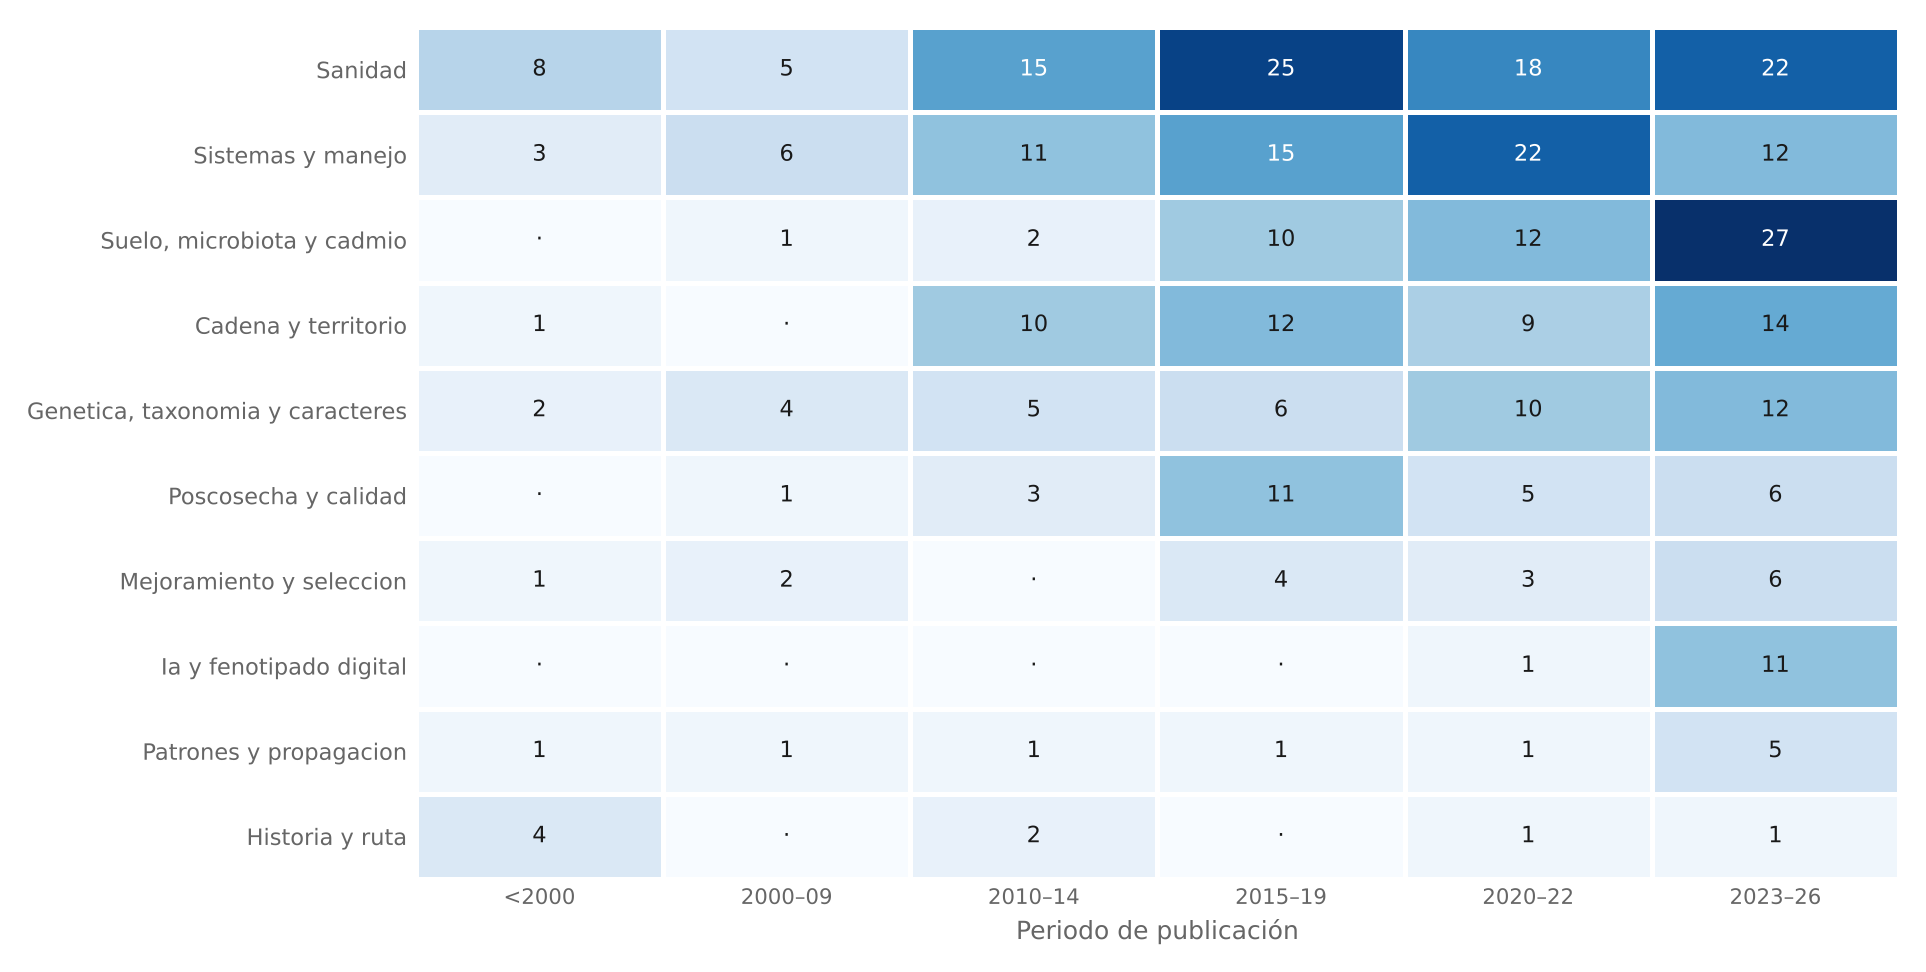 Sanidad 8 5 15 25 18 22
Sistemas y manejo 3 6 11 15 22 12
Suelo, microbiota y cadmio · 1 2 10 12 27
Cadena y territorio 1 · 10 12 9 14
Genetica, taxonomia y caracteres 2 4 5 6 10 12
Poscosecha y calidad · 1 3 11 5 6
Mejoramiento y seleccion 1 2 · 4 3 6
Ia y fenotipado digital · · · · 1 11
Patrones y propagacion 1 1 1 1 1 5
Historia y ruta 4 · 2 · 1 1
<2000 2000–09 2010–14 2015–19 2020–22 2023–26
Periodo de publicación